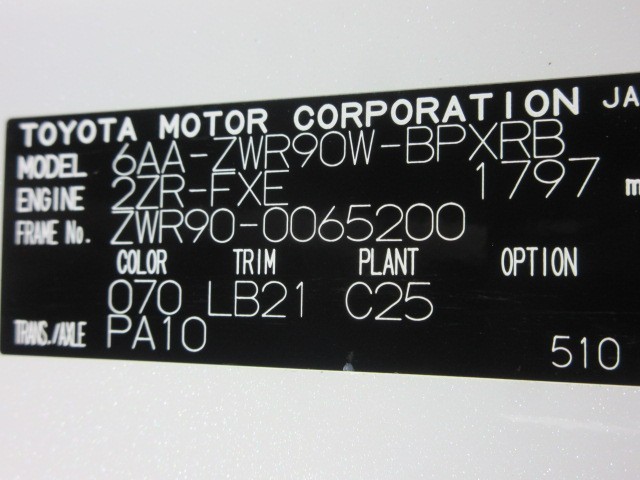 TOYOTA MOTOR CORPORATION JA
MODEL 6AA-ZWR90W-BPXRB
ENGINE 2ZR-FXE 1797 m
FRAME No. ZWR90-0065200
COLOR TRIM PLANT OPTION
070 LB21 C25
TRANS./AXLE PA10
510